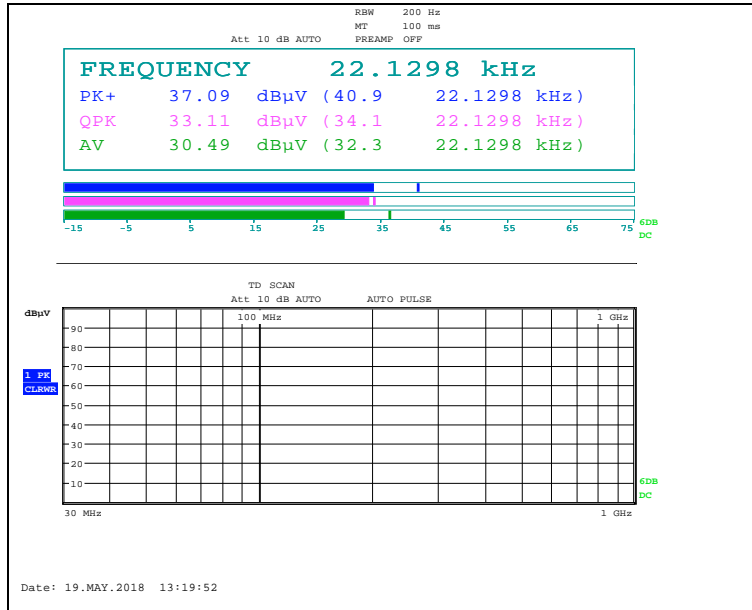 RBW 200 Hz
MT 100 ms
Att 10 dB AUTO PREAMP OFF
FREQUENCY 22.1298 kHz
PK+ 37.09 dBµV (40.9 22.1298 kHz)
QPK 33.11 dBµV (34.1 22.1298 kHz)
AV 30.49 dBµV (32.3 22.1298 kHz)
-15 -5 5 15 25 35 45 55 65 75
6DB
DC
TD SCAN
Att 10 dB AUTO AUTO PULSE
dBµV
100 MHz 1 GHz
90
80
70
1 PK
60
CLRWR
50
40
30
20
10
6DB
DC
30 MHz 1 GHz
Date: 19.MAY.2018 13:19:52